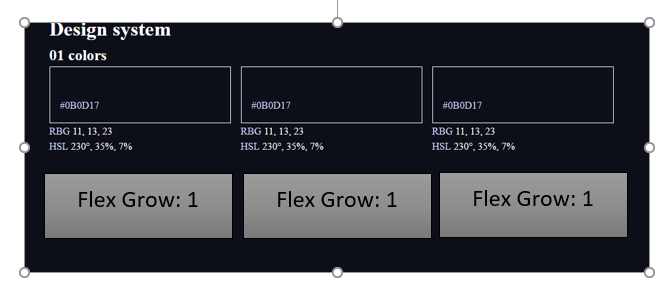 Design system
01 colors
#0B0D17 #0B0D17 #0B0D17
RBG 11, 13, 23 RBG 11, 13, 23 RBG 11, 13, 23
HSL 230°, 35%, 7% HSL 230°, 35%, 7% HSL 230°, 35%, 7%
Flex Grow: 1 Flex Grow: 1 Flex Grow: 1